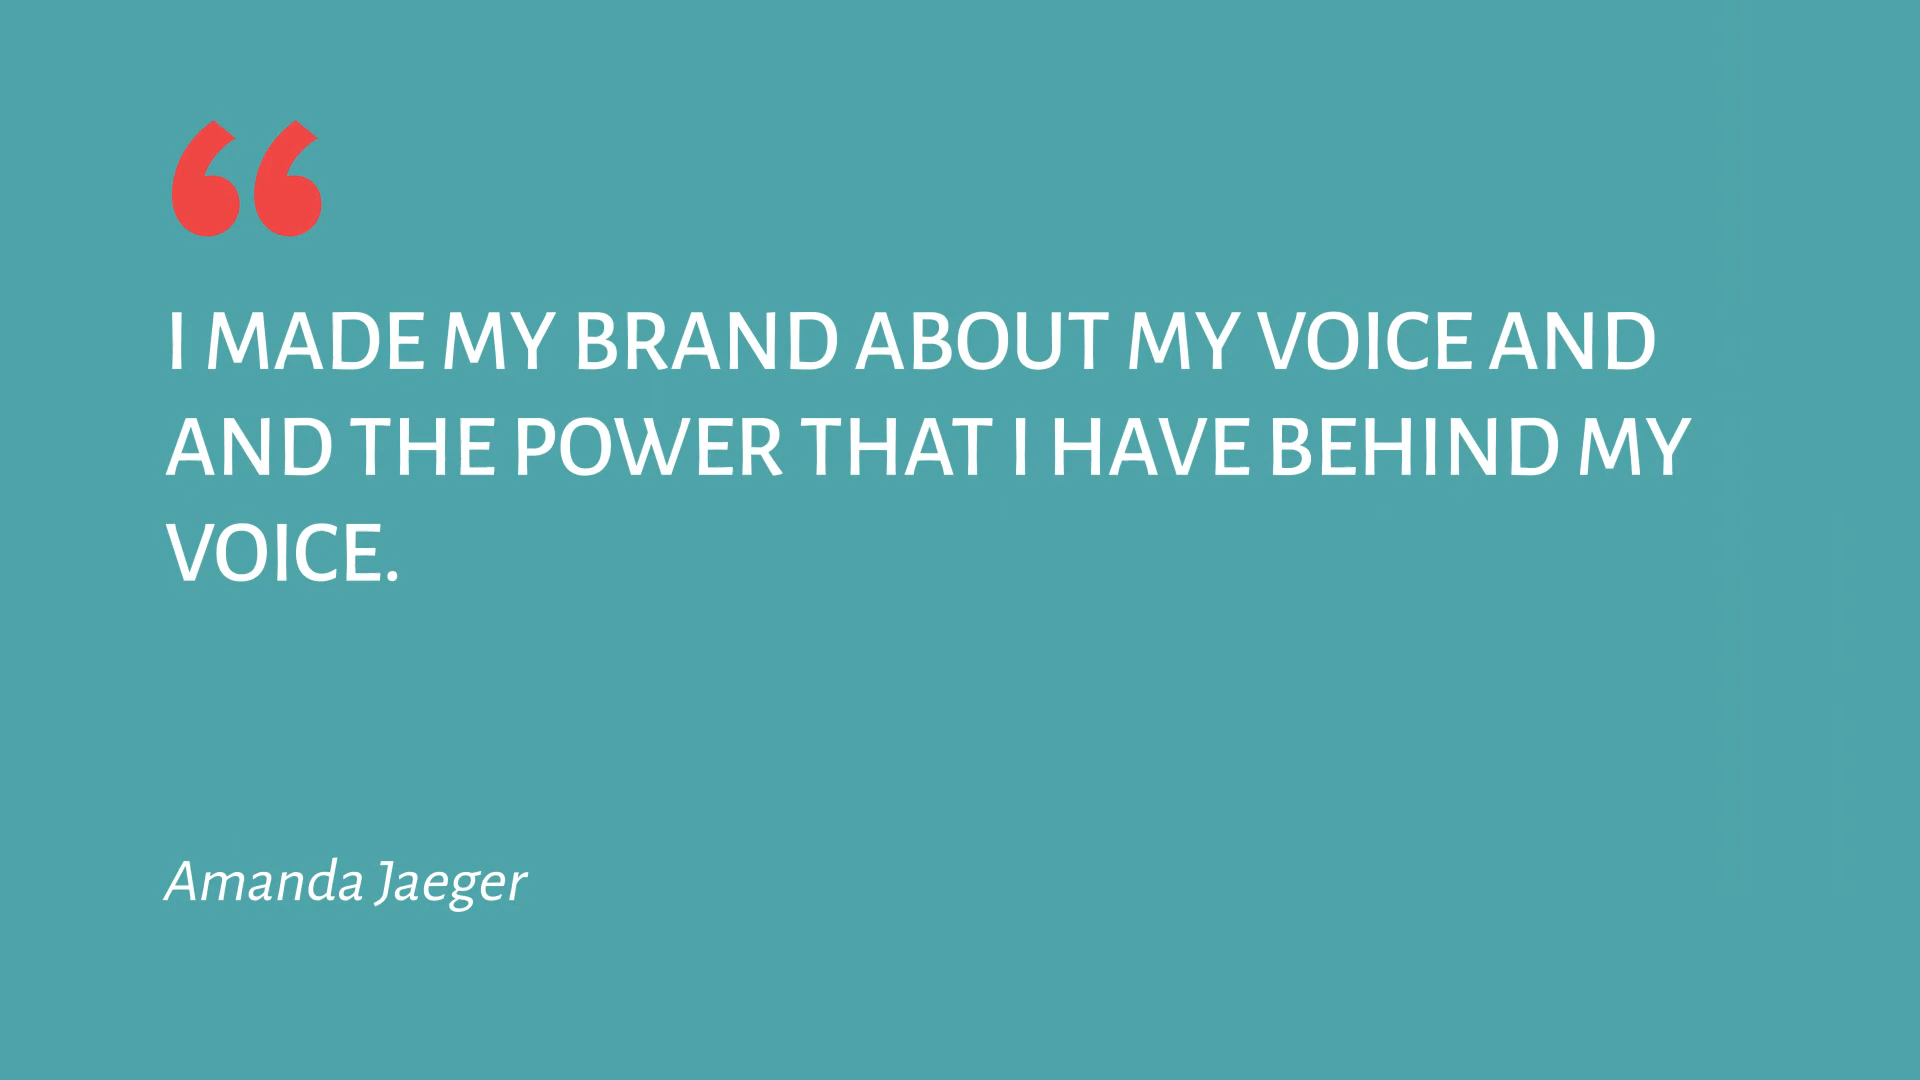 “
I MADE MY BRAND ABOUT MY VOICE AND
AND THE POWER THAT I HAVE BEHIND MY
VOICE.
Amanda Jaeger